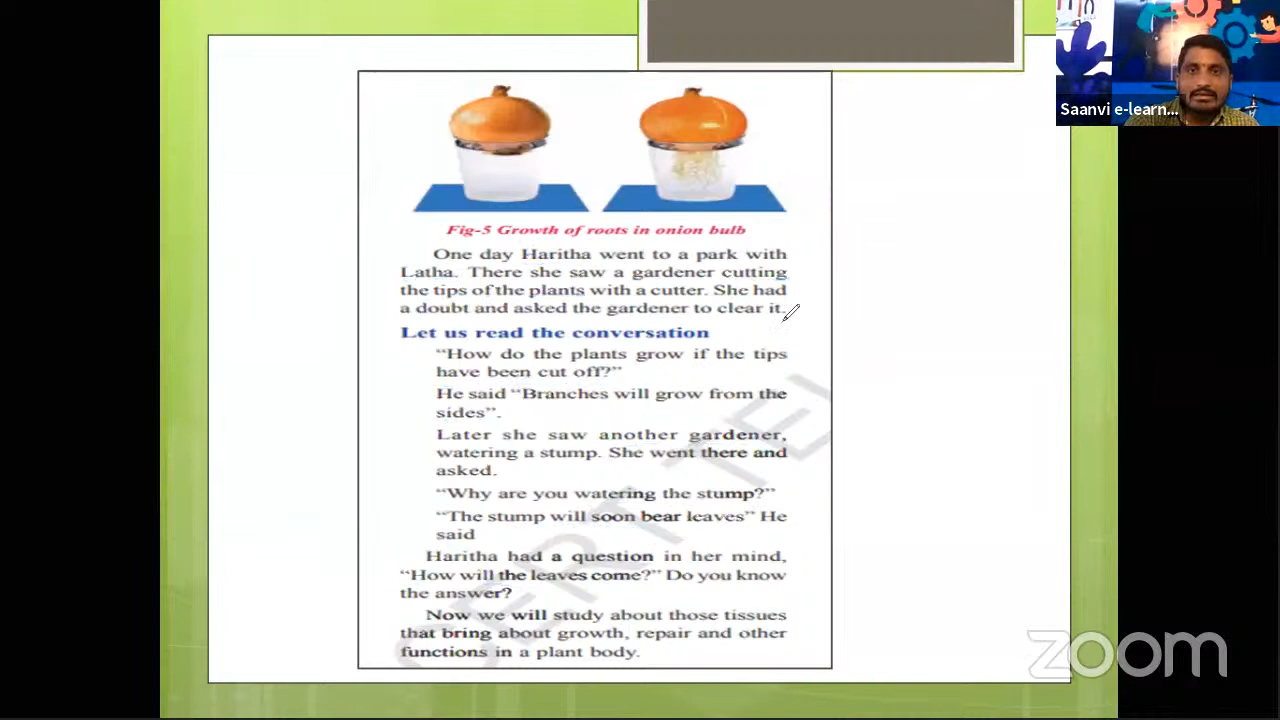 Saanvi e-learn...
Fig-5 Growth of roots in onion bulb
One day Haritha went to a park with
Latha. There she saw a gardener cutting
the tips of the plants with a cutter. She had
a doubt and asked the gardener to clear it.
Let us read the conversation
“How do the plants grow if the tips
have been cut off?”
He said “Branches will grow from the
sides”.
Later she saw another gardener,
watering a stump. She went there and
asked.
“Why are you watering the stump?”
“The stump will soon bear leaves” He
said
Haritha had a question in her mind,
“How will the leaves come?” Do you know
the answer?
Now we will study about those tissues
that bring about growth, repair and other
functions in a plant body.
CERT TE
zoom